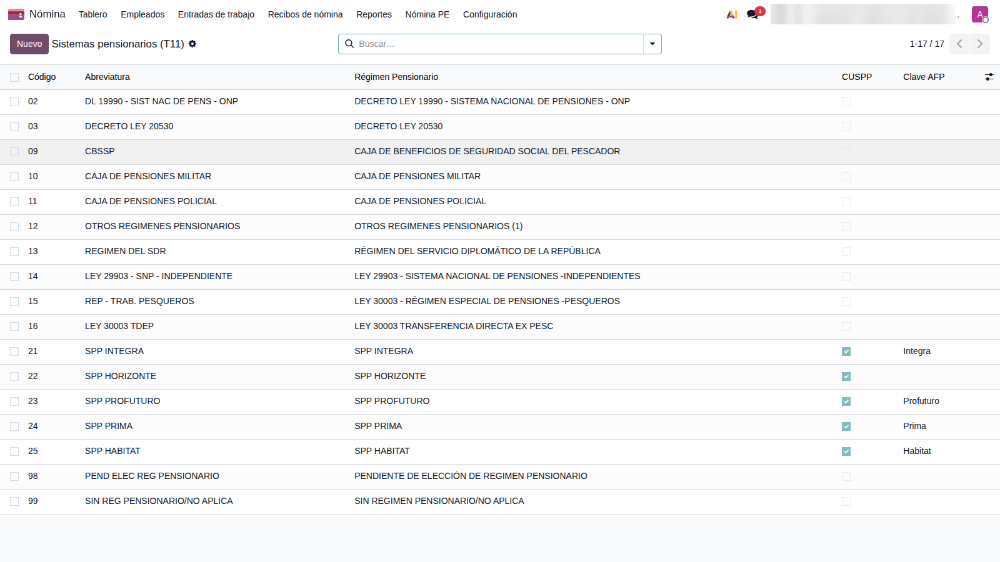 Nómina Tablero Empleados Entradas de trabajo Recibos de nómina Reportes Nómina PE Configuración AI 1 .. A
Nuevo Sistemas pensionarios (T11) Buscar... 1-17 / 17
Código Abreviatura Régimen Pensionario CUSPP Clave AFP
02 DL 19990 - SIST NAC DE PENS - ONP DECRETO LEY 19990 - SISTEMA NACIONAL DE PENSIONES - ONP
03 DECRETO LEY 20530 DECRETO LEY 20530
09 CBSSP CAJA DE BENEFICIOS DE SEGURIDAD SOCIAL DEL PESCADOR
10 CAJA DE PENSIONES MILITAR CAJA DE PENSIONES MILITAR
11 CAJA DE PENSIONES POLICIAL CAJA DE PENSIONES POLICIAL
12 OTROS REGIMENES PENSIONARIOS OTROS REGIMENES PENSIONARIOS (1)
13 REGIMEN DEL SDR RÉGIMEN DEL SERVICIO DIPLOMÁTICO DE LA REPÚBLICA
14 LEY 29903 - SNP - INDEPENDIENTE LEY 29903 - SISTEMA NACIONAL DE PENSIONES -INDEPENDIENTES
15 REP - TRAB. PESQUEROS LEY 30003 - RÉGIMEN ESPECIAL DE PENSIONES -PESQUEROS
16 LEY 30003 TDEP LEY 30003 TRANSFERENCIA DIRECTA EX PESC
21 SPP INTEGRA SPP INTEGRA Integra
22 SPP HORIZONTE SPP HORIZONTE
23 SPP PROFUTURO SPP PROFUTURO Profuturo
24 SPP PRIMA SPP PRIMA Prima
25 SPP HABITAT SPP HABITAT Habitat
98 PEND ELEC REG PENSIONARIO PENDIENTE DE ELECCIÓN DE REGIMEN PENSIONARIO
99 SIN REG PENSIONARIO/NO APLICA SIN REGIMEN PENSIONARIO/NO APLICA